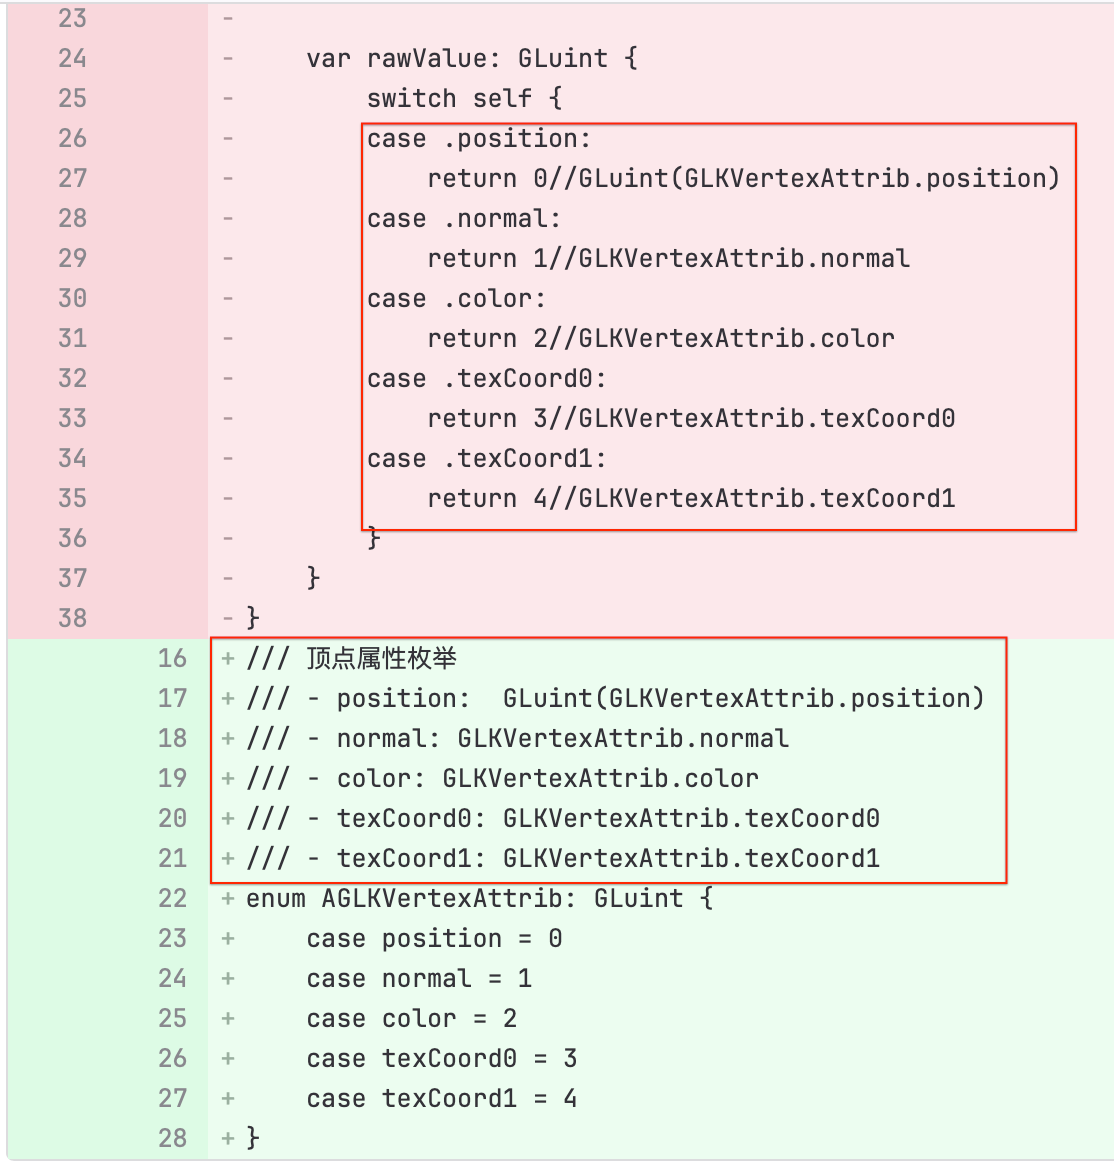 23 -
24 -     var rawValue: GLuint {
25 -         switch self {
26 -         case .position:
27 -             return 0//GLuint(GLKVertexAttrib.position)
28 -         case .normal:
29 -             return 1//GLKVertexAttrib.normal
30 -         case .color:
31 -             return 2//GLKVertexAttrib.color
32 -         case .texCoord0:
33 -             return 3//GLKVertexAttrib.texCoord0
34 -         case .texCoord1:
35 -             return 4//GLKVertexAttrib.texCoord1
36 -         }
37 -     }
38 - }
16 + /// 顶点属性枚举
17 + /// - position:  GLuint(GLKVertexAttrib.position)
18 + /// - normal: GLKVertexAttrib.normal
19 + /// - color: GLKVertexAttrib.color
20 + /// - texCoord0: GLKVertexAttrib.texCoord0
21 + /// - texCoord1: GLKVertexAttrib.texCoord1
22 + enum AGLKVertexAttrib: GLuint {
23 +     case position = 0
24 +     case normal = 1
25 +     case color = 2
26 +     case texCoord0 = 3
27 +     case texCoord1 = 4
28 + }